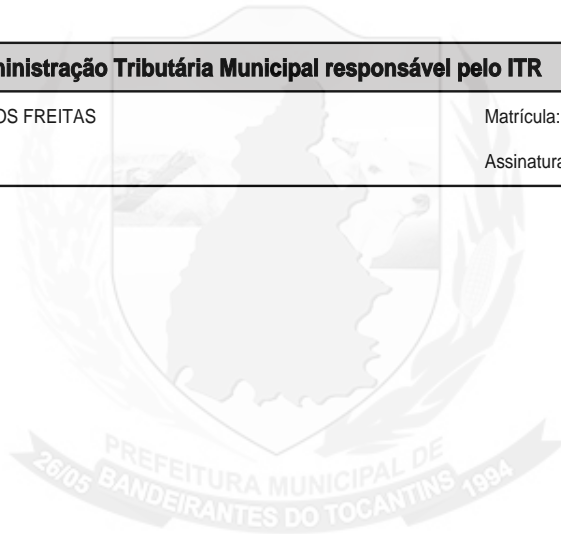 ministração Tributária Municipal responsável pelo ITR
OS FREITAS
Matrícula:
Assinatura
PREFEITURA MUNICIPAL DE
26/05 BANDEIRANTES DO TOCANTINS 1994